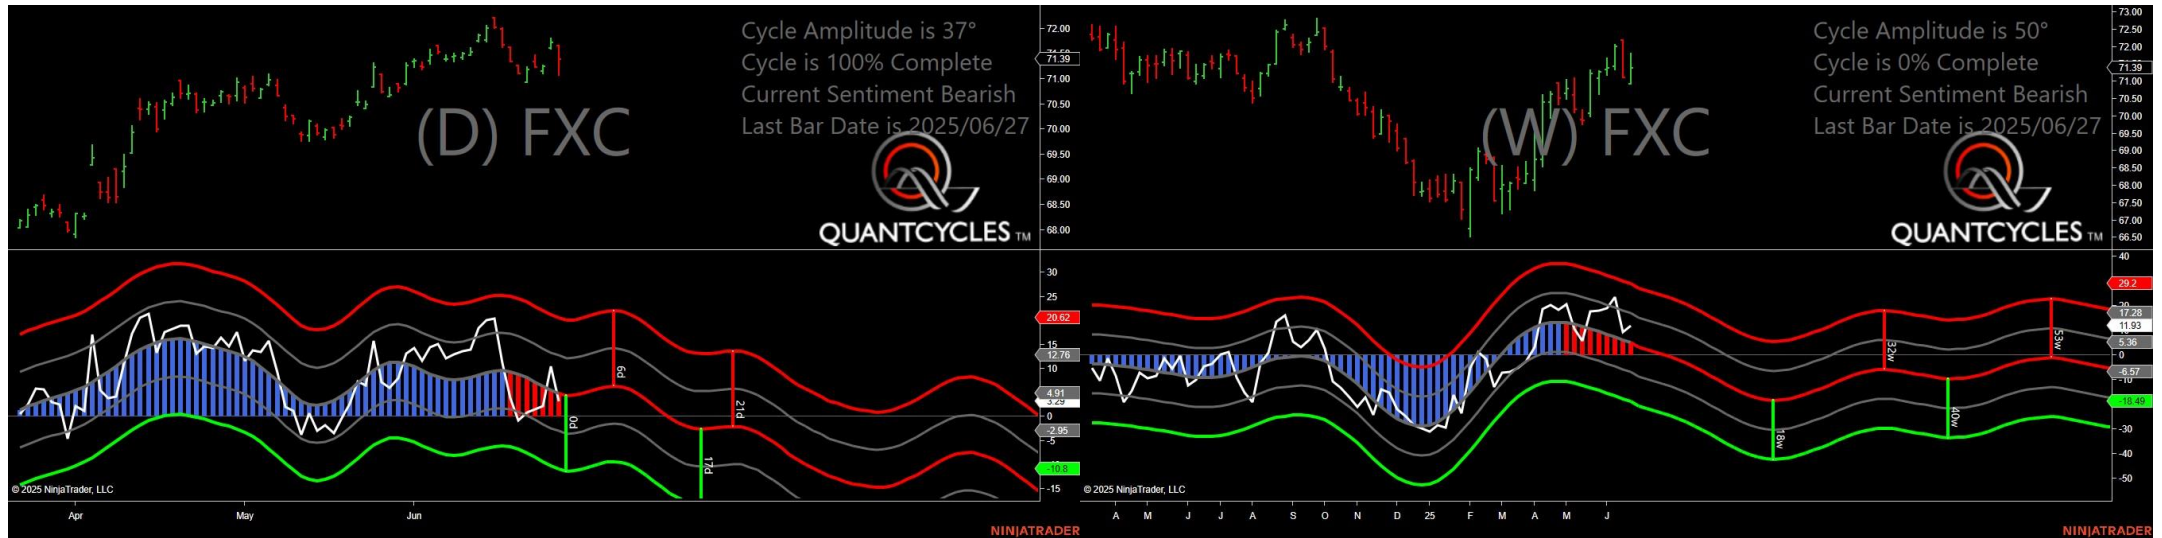 Cycle Amplitude is 37°
Cycle is 100% Complete
Current Sentiment Bearish
Last Bar Date is 2025/06/27
(D) FXC
QUANTCYCLES TM
72.00
71.39
71.00
70.50
70.00
69.50
69.00
68.50
68.00
30
25
20.62
15
12.76
10
4.91
3.29
0
-2.95
-5
-10.8
-15
0d
6d
17d
21d
© 2025 NinjaTrader, LLC
Apr May Jun
NINJATRADER
Cycle Amplitude is 50°
Cycle is 0% Complete
Current Sentiment Bearish
Last Bar Date is 2025/06/27
(W) FXC
QUANTCYCLES TM
73.00
72.50
72.00
71.39
71.00
70.50
70.00
69.50
69.00
68.50
68.00
67.50
67.00
66.50
40
29.2
17.28
11.93
5.36
0
-6.57
-10
-18.49
-30
-40
-50
18w
32w
40w
53w
© 2025 NinjaTrader, LLC
A M J J A S O N D 25 F M A M J
NINJATRADER